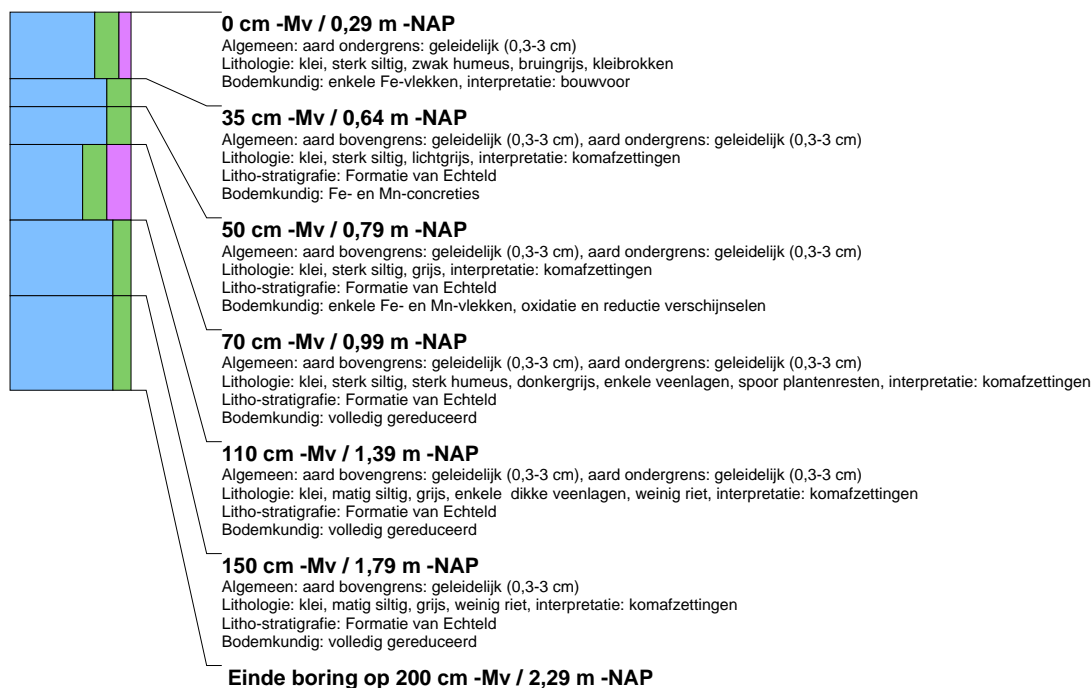 0 cm -Mv / 0,29 m -NAP
Algemeen: aard ondergrens: geleidelijk (0,3-3 cm)
Lithologie: klei, sterk siltig, zwak humeus, bruingrijs, kleibrokken
Bodemkundig: enkele Fe-vlekken, interpretatie: bouwvoor
35 cm -Mv / 0,64 m -NAP
Algemeen: aard bovengrens: geleidelijk (0,3-3 cm), aard ondergrens: geleidelijk (0,3-3 cm)
Lithologie: klei, sterk siltig, lichtgrijs, interpretatie: komafzettingen
Litho-stratigrafie: Formatie van Echteld
Bodemkundig: Fe- en Mn-concreties
50 cm -Mv / 0,79 m -NAP
Algemeen: aard bovengrens: geleidelijk (0,3-3 cm), aard ondergrens: geleidelijk (0,3-3 cm)
Lithologie: klei, sterk siltig, grijs, interpretatie: komafzettingen
Litho-stratigrafie: Formatie van Echteld
Bodemkundig: enkele Fe- en Mn-vlekken, oxidatie en reductie verschijnselen
70 cm -Mv / 0,99 m -NAP
Algemeen: aard bovengrens: geleidelijk (0,3-3 cm), aard ondergrens: geleidelijk (0,3-3 cm)
Lithologie: klei, sterk siltig, sterk humeus, donkergrijs, enkele veenlagen, spoor plantenresten, interpretatie: komafzettingen
Litho-stratigrafie: Formatie van Echteld
Bodemkundig: volledig gereduceerd
110 cm -Mv / 1,39 m -NAP
Algemeen: aard bovengrens: geleidelijk (0,3-3 cm), aard ondergrens: geleidelijk (0,3-3 cm)
Lithologie: klei, matig siltig, grijs, enkele  dikke veenlagen, weinig riet, interpretatie: komafzettingen
Litho-stratigrafie: Formatie van Echteld
Bodemkundig: volledig gereduceerd
150 cm -Mv / 1,79 m -NAP
Algemeen: aard bovengrens: geleidelijk (0,3-3 cm)
Lithologie: klei, matig siltig, grijs, weinig riet, interpretatie: komafzettingen
Litho-stratigrafie: Formatie van Echteld
Bodemkundig: volledig gereduceerd
Einde boring op 200 cm -Mv / 2,29 m -NAP